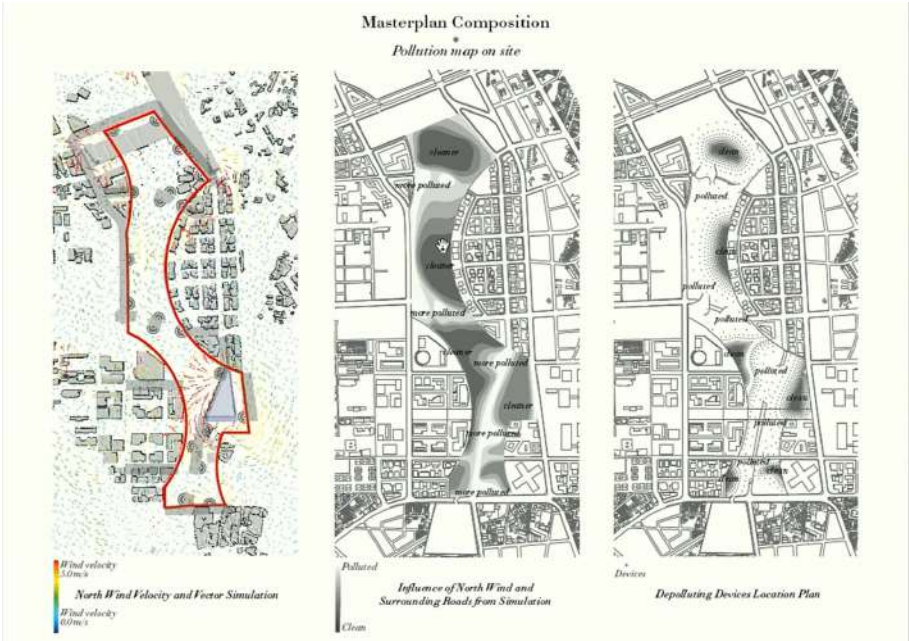 Masterplan Composition
*
Pollution map on site
cleaner
more polluted
cleaner
more polluted
cleaner
more polluted
cleaner
more polluted
more polluted
clean
polluted
clean
polluted
polluted
clean
polluted
clean
polluted
polluted
clean
clean
Wind velocity
5.0m/s
Wind velocity
0.0m/s
North Wind Velocity and Vector Simulation
Polluted
Clean
Influence of North Wind and
Surrounding Roads from Simulation
Devices
Depolluting Devices Location Plan